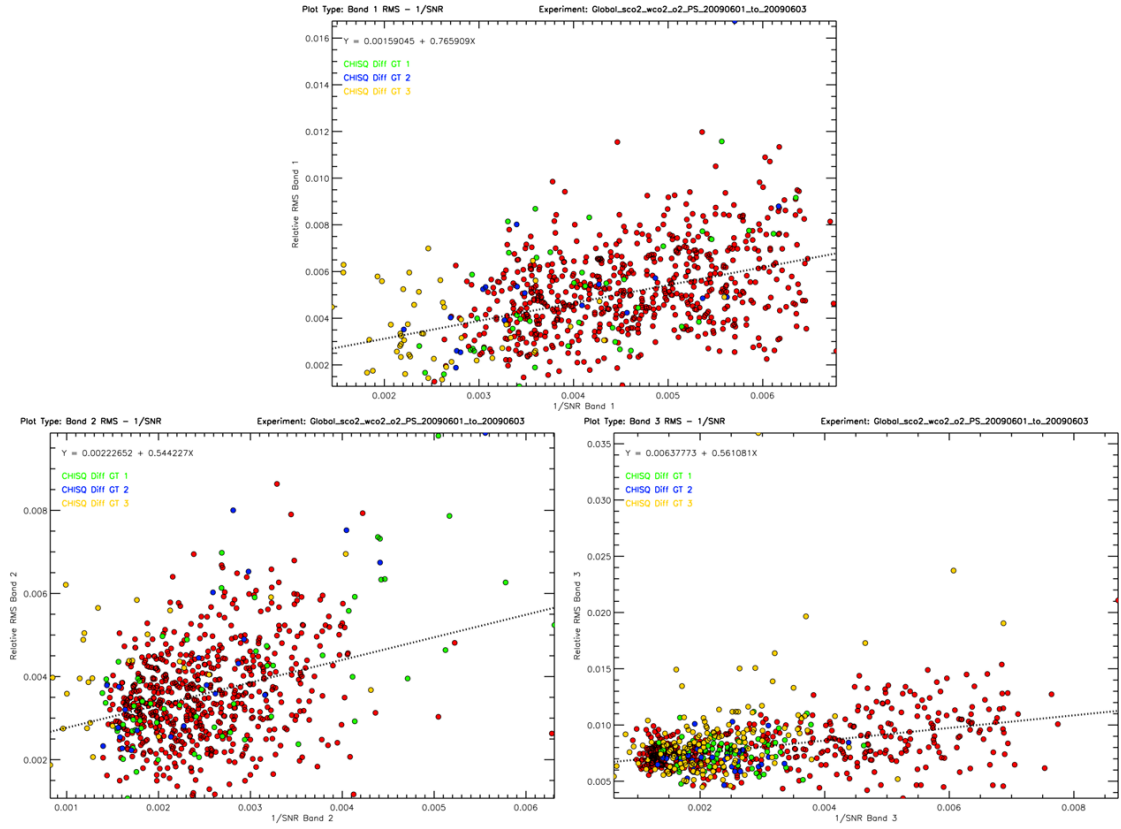 Plot Type: Band 1 RMS – 1/SNR Experiment: Global_sco2_wco2_o2_PS_20090601_to_20090603
Y = 0.00159045 + 0.765909X
CHISQ Diff GT 1
CHISQ Diff GT 2
CHISQ Diff GT 3
0.016
0.014
0.012
0.010
0.008
0.006
0.004
0.002
Relative RMS Band 1
0.002 0.003 0.004 0.005 0.006
1/SNR Band 1
Plot Type: Band 2 RMS – 1/SNR Experiment: Global_sco2_wco2_o2_PS_20090601_to_20090603
Y = 0.00222652 + 0.544227X
CHISQ Diff GT 1
CHISQ Diff GT 2
CHISQ Diff GT 3
0.008
0.006
0.004
0.002
Relative RMS Band 2
0.001 0.002 0.003 0.004 0.005 0.006
1/SNR Band 2
Plot Type: Band 3 RMS – 1/SNR Experiment: Global_sco2_wco2_o2_PS_20090601_to_20090603
Y = 0.00637773 + 0.561081X
CHISQ Diff GT 1
CHISQ Diff GT 2
CHISQ Diff GT 3
0.035
0.030
0.025
0.020
0.015
0.010
0.005
Relative RMS Band 3
0.002 0.004 0.006 0.008
1/SNR Band 3